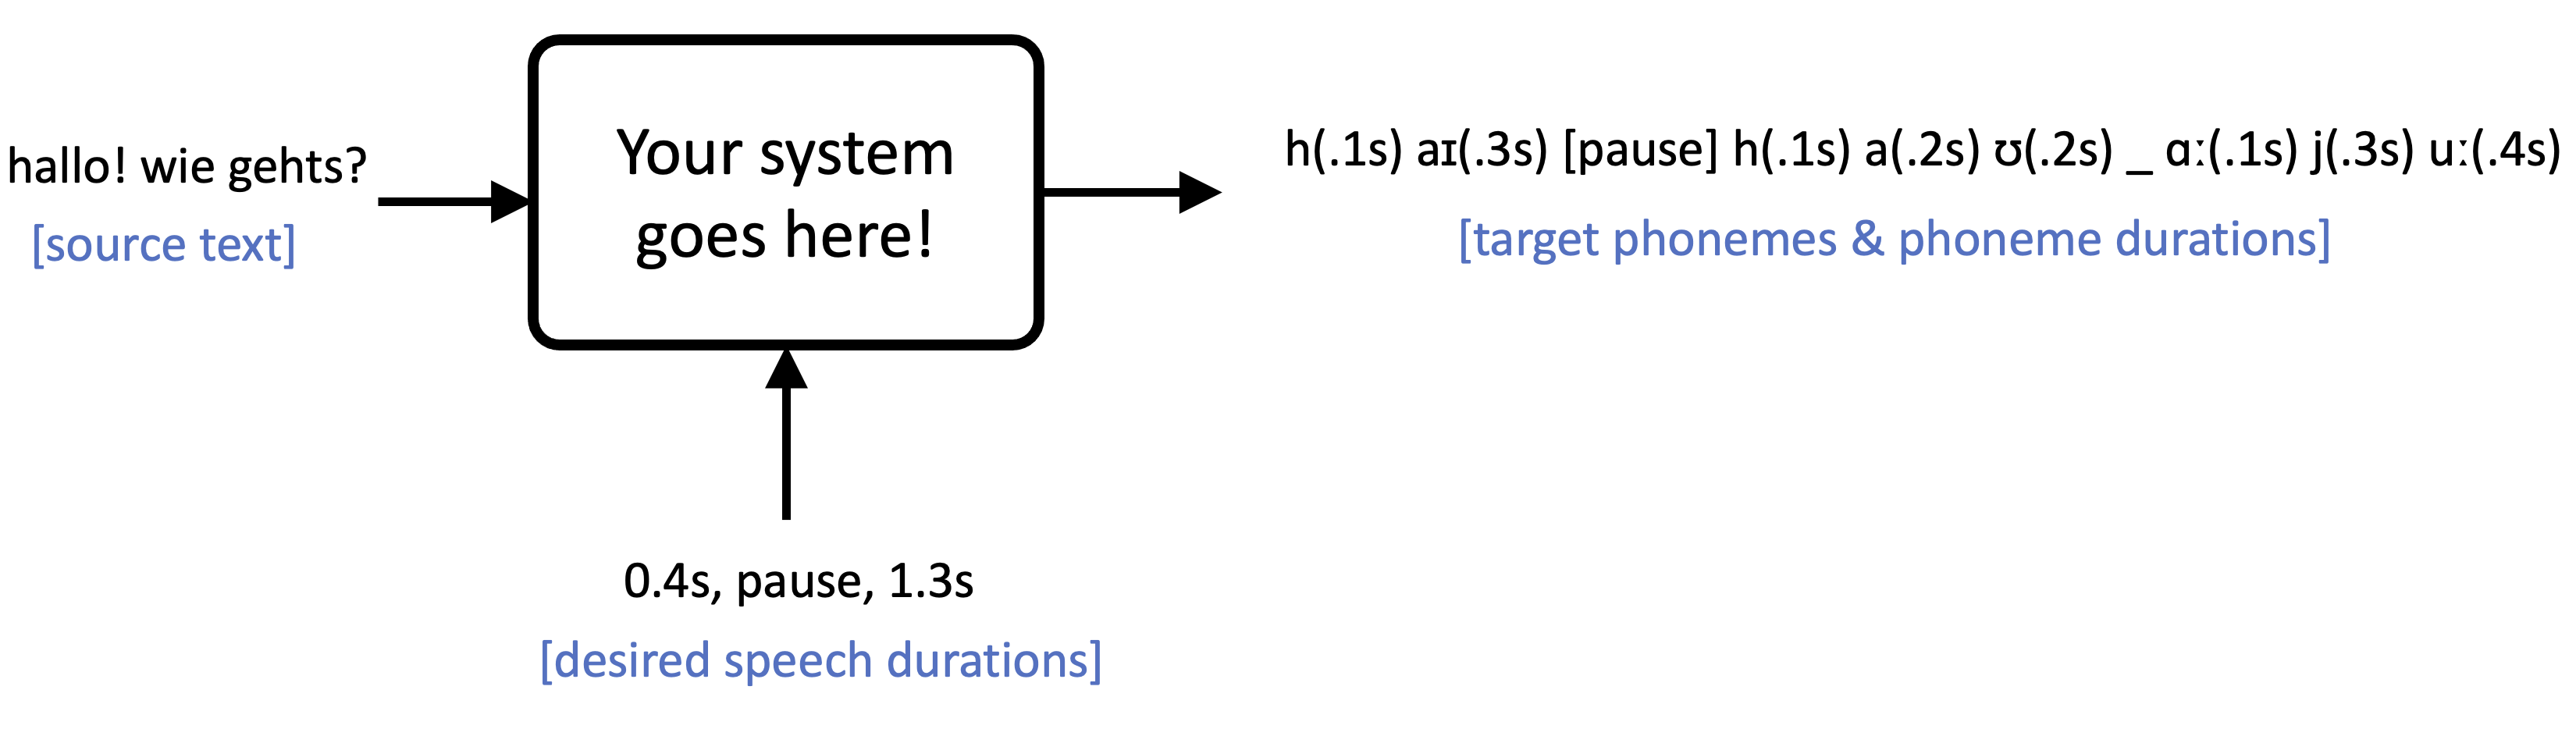 hallo! wie gehts?
[source text]
Your system
goes here!
h(.1s) aɪ(.3s) [pause] h(.1s) a(.2s) ʊ(.2s) _ ɑː(.1s) j(.3s) uː(.4s)
[target phonemes & phoneme durations]
0.4s, pause, 1.3s
[desired speech durations]